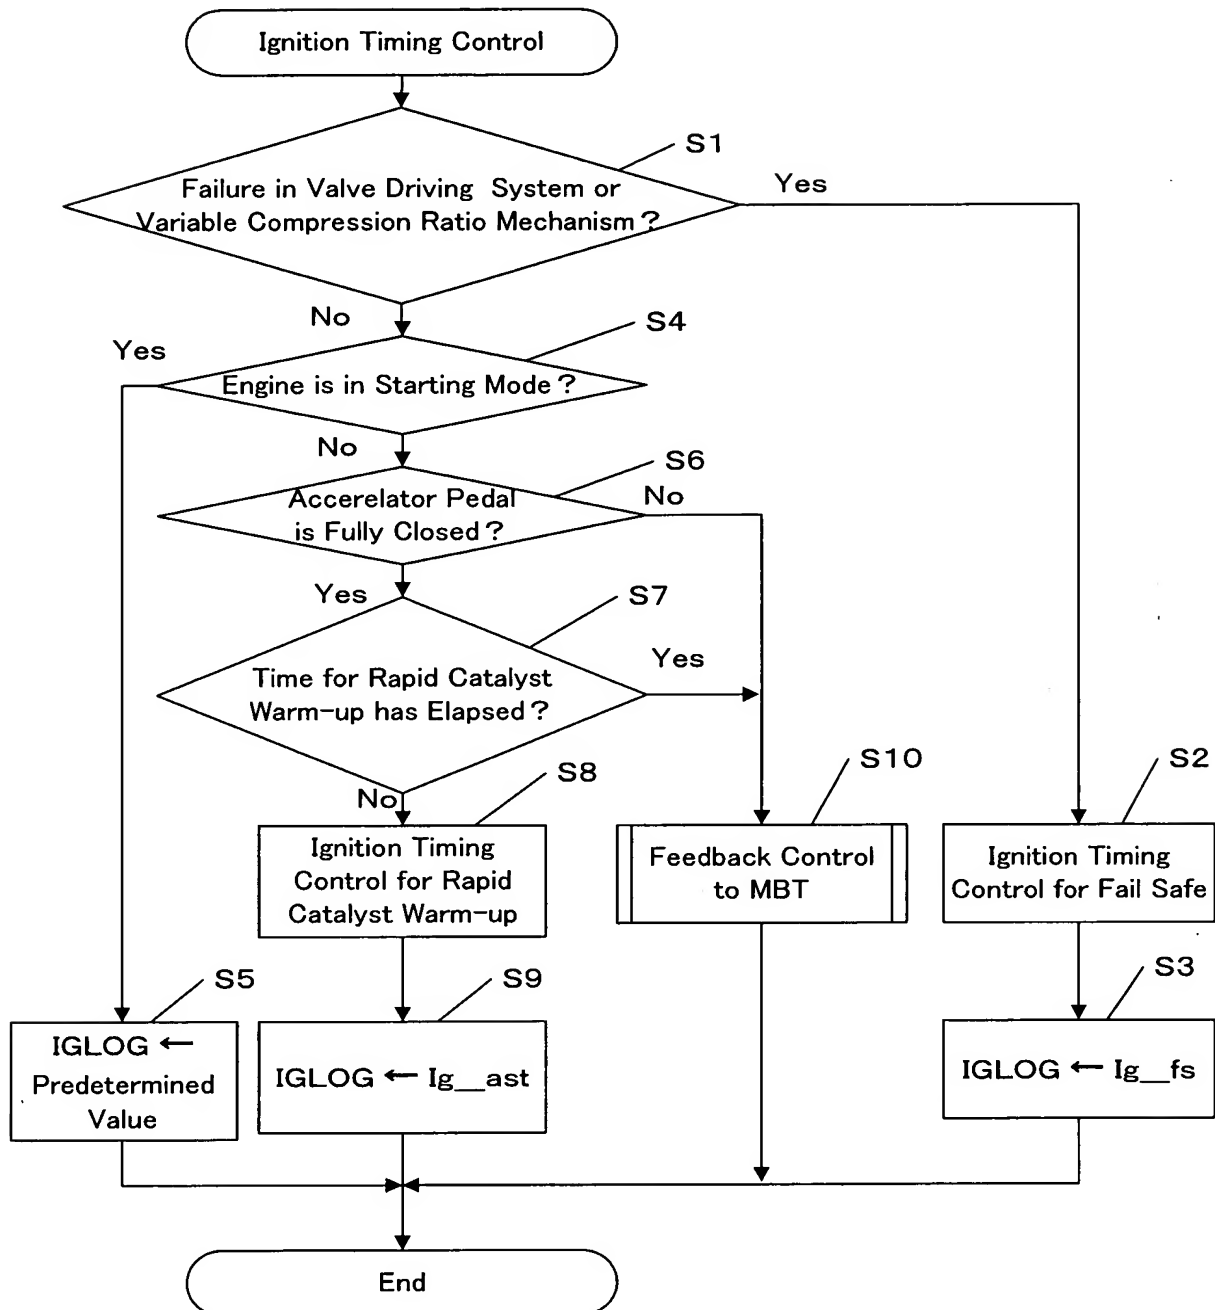 Ignition Timing Control
S1
Failure in Valve Driving System or
Variable Compression Ratio Mechanism?
Yes
No
S4
Yes
Engine is in Starting Mode?
No
S6
Accerelator Pedal
is Fully Closed?
No
Yes
S7
Time for Rapid Catalyst
Warm-up has Elapsed?
Yes
No
S8
Ignition Timing
Control for Rapid
Catalyst Warm-up
S10
Feedback Control
to MBT
S2
Ignition Timing
Control for Fail Safe
S5
IGLOG ←
Predetermined
Value
S9
IGLOG ← Ig__ast
S3
IGLOG ← Ig__fs
End